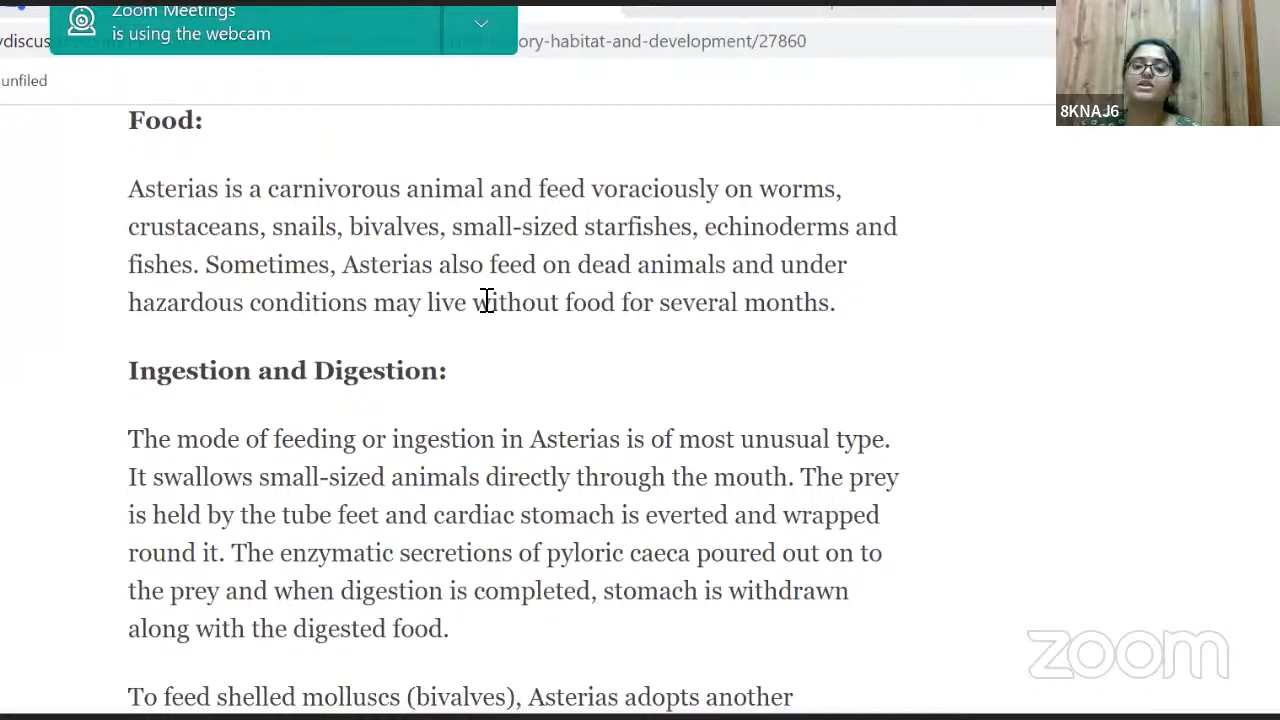 Zoom Meetings
is using the webcam
ory-habitat-and-development/27860
unfiled
8KNAJ6
Food:
Asterias is a carnivorous animal and feed voraciously on worms,
crustaceans, snails, bivalves, small-sized starfishes, echinoderms and
fishes. Sometimes, Asterias also feed on dead animals and under
hazardous conditions may live without food for several months.
Ingestion and Digestion:
The mode of feeding or ingestion in Asterias is of most unusual type.
It swallows small-sized animals directly through the mouth. The prey
is held by the tube feet and cardiac stomach is everted and wrapped
round it. The enzymatic secretions of pyloric caeca poured out on to
the prey and when digestion is completed, stomach is withdrawn
along with the digested food.
To feed shelled molluscs (bivalves), Asterias adopts another
zoom